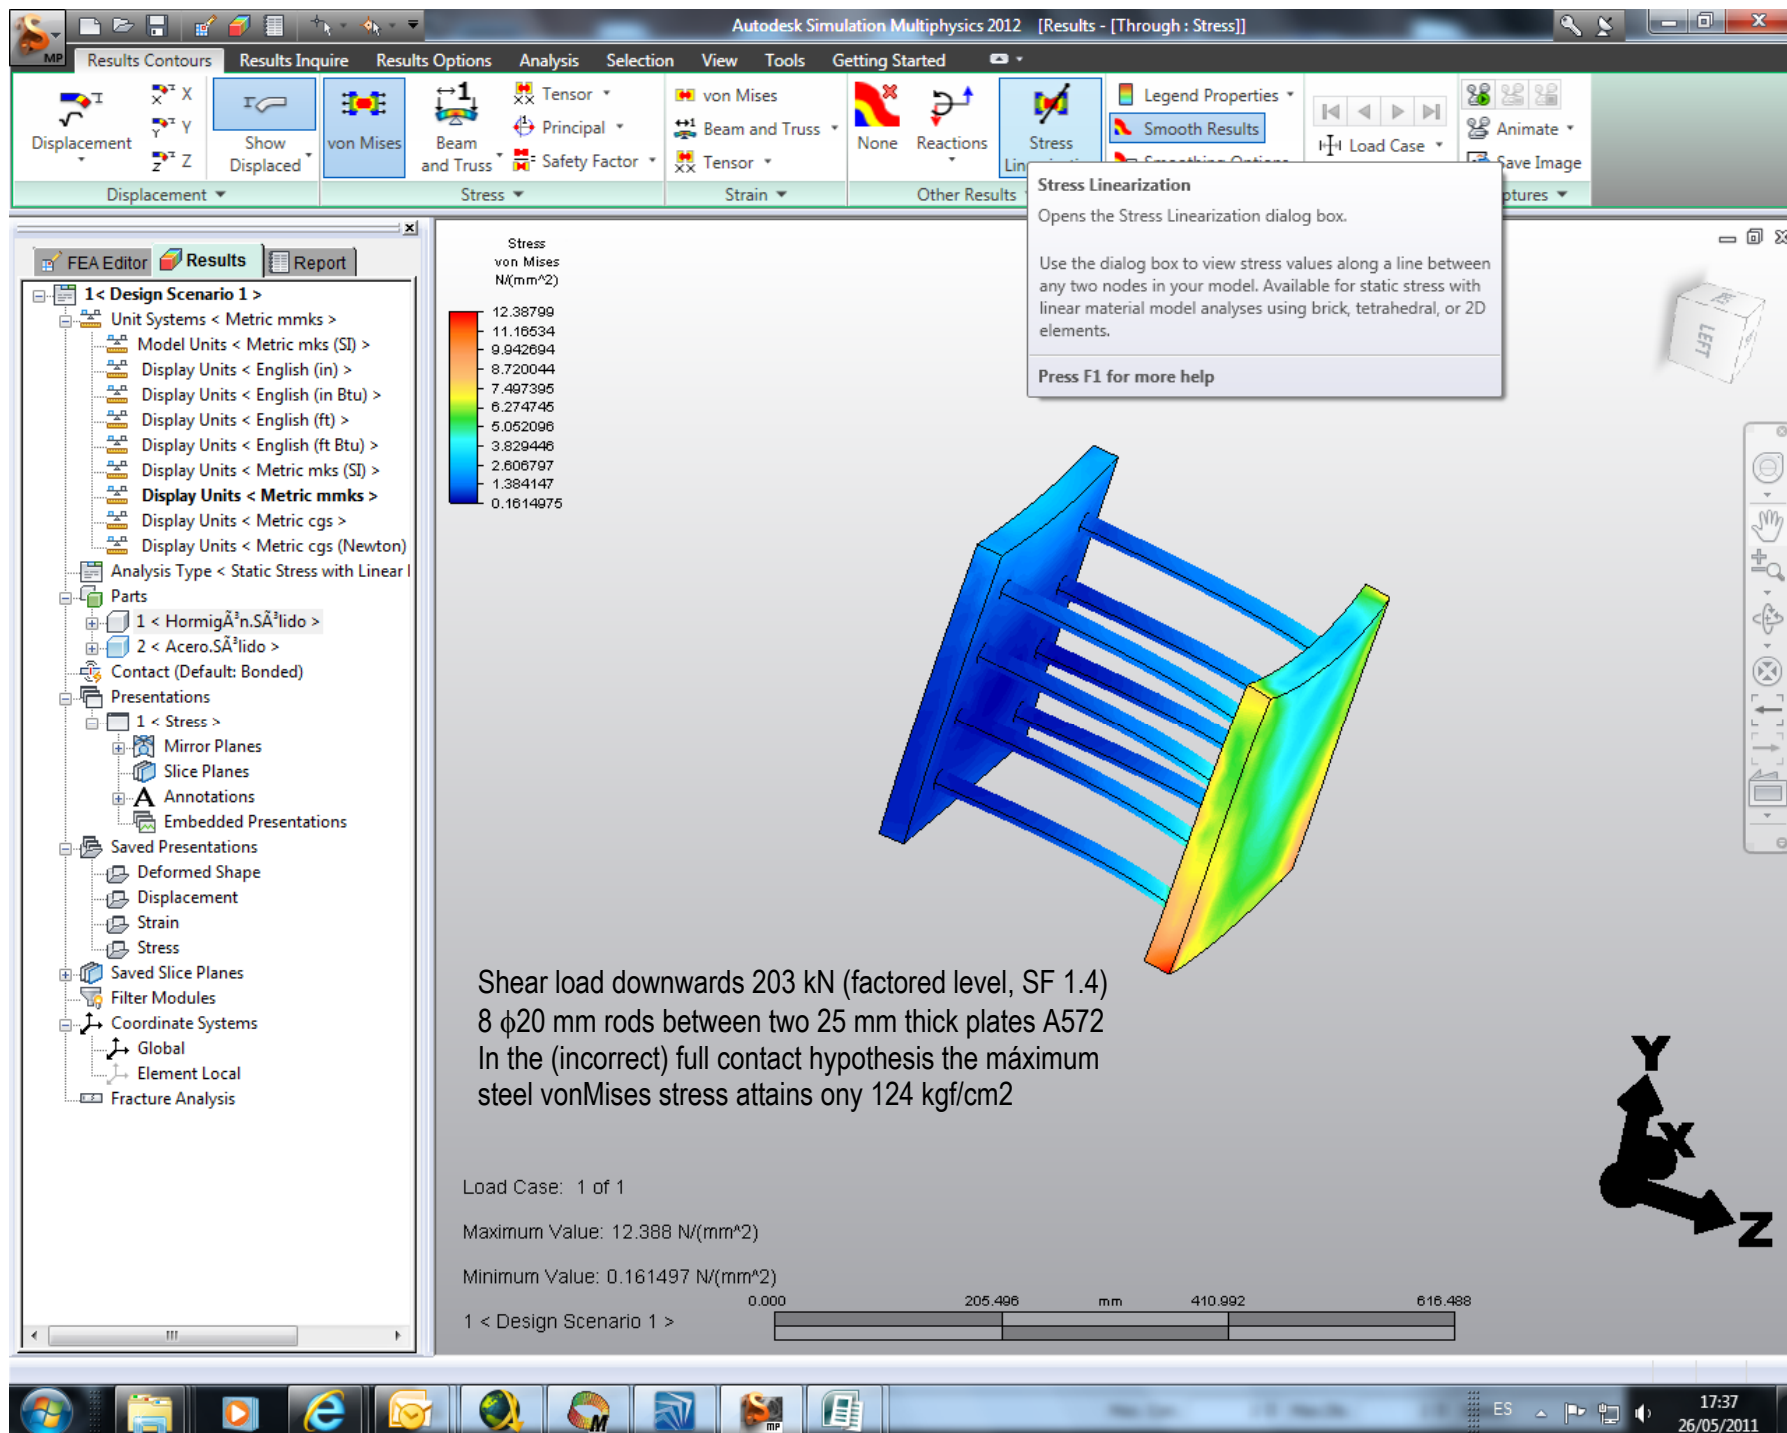 Autodesk Simulation Multiphysics 2012 [Results - [Through : Stress]]
MP
Results Contours Results Inquire Results Options Analysis Selection View Tools Getting Started
Displacement
X
Y
Z
Show Displaced
von Mises
Beam and Truss
Tensor
Principal
Safety Factor
von Mises
Beam and Truss
Tensor
None
Reactions
Stress
Legend Properties
Smooth Results
Load Case
Animate
Save Image
Displacement
Stress
Strain
Other Results
Stress Linearization
Opens the Stress Linearization dialog box.
Use the dialog box to view stress values along a line between
any two nodes in your model. Available for static stress with
linear material model analyses using brick, tetrahedral, or 2D
elements.
Press F1 for more help
FEA Editor Results Report
1< Design Scenario 1 >
Unit Systems < Metric mmks >
Model Units < Metric mks (SI) >
Display Units < English (in) >
Display Units < English (in Btu) >
Display Units < English (ft) >
Display Units < English (ft Btu) >
Display Units < Metric mks (SI) >
Display Units < Metric mmks >
Display Units < Metric cgs >
Display Units < Metric cgs (Newton)
Analysis Type < Static Stress with Linear
Parts
1 < HormigÃ³n.SÃ³lido >
2 < Acero.SÃ³lido >
Contact (Default: Bonded)
Presentations
1 < Stress >
Mirror Planes
Slice Planes
Annotations
Embedded Presentations
Saved Presentations
Deformed Shape
Displacement
Strain
Stress
Saved Slice Planes
Filter Modules
Coordinate Systems
Global
Element Local
Fracture Analysis
Stress
von Mises
N/(mm^2)
12.38799
11.16534
9.942694
8.720044
7.497395
6.274745
5.052096
3.829446
2.606797
1.384147
0.1614975
LEFT
Shear load downwards 203 kN (factored level, SF 1.4)
8 ϕ20 mm rods between two 25 mm thick plates A572
In the (incorrect) full contact hypothesis the máximum
steel vonMises stress attains ony 124 kgf/cm2
Y
X
Z
Load Case: 1 of 1
Maximum Value: 12.388 N/(mm^2)
Minimum Value: 0.161497 N/(mm^2)
0.000 205.496 mm 410.992 616.488
1 < Design Scenario 1 >
ES
17:37
26/05/2011